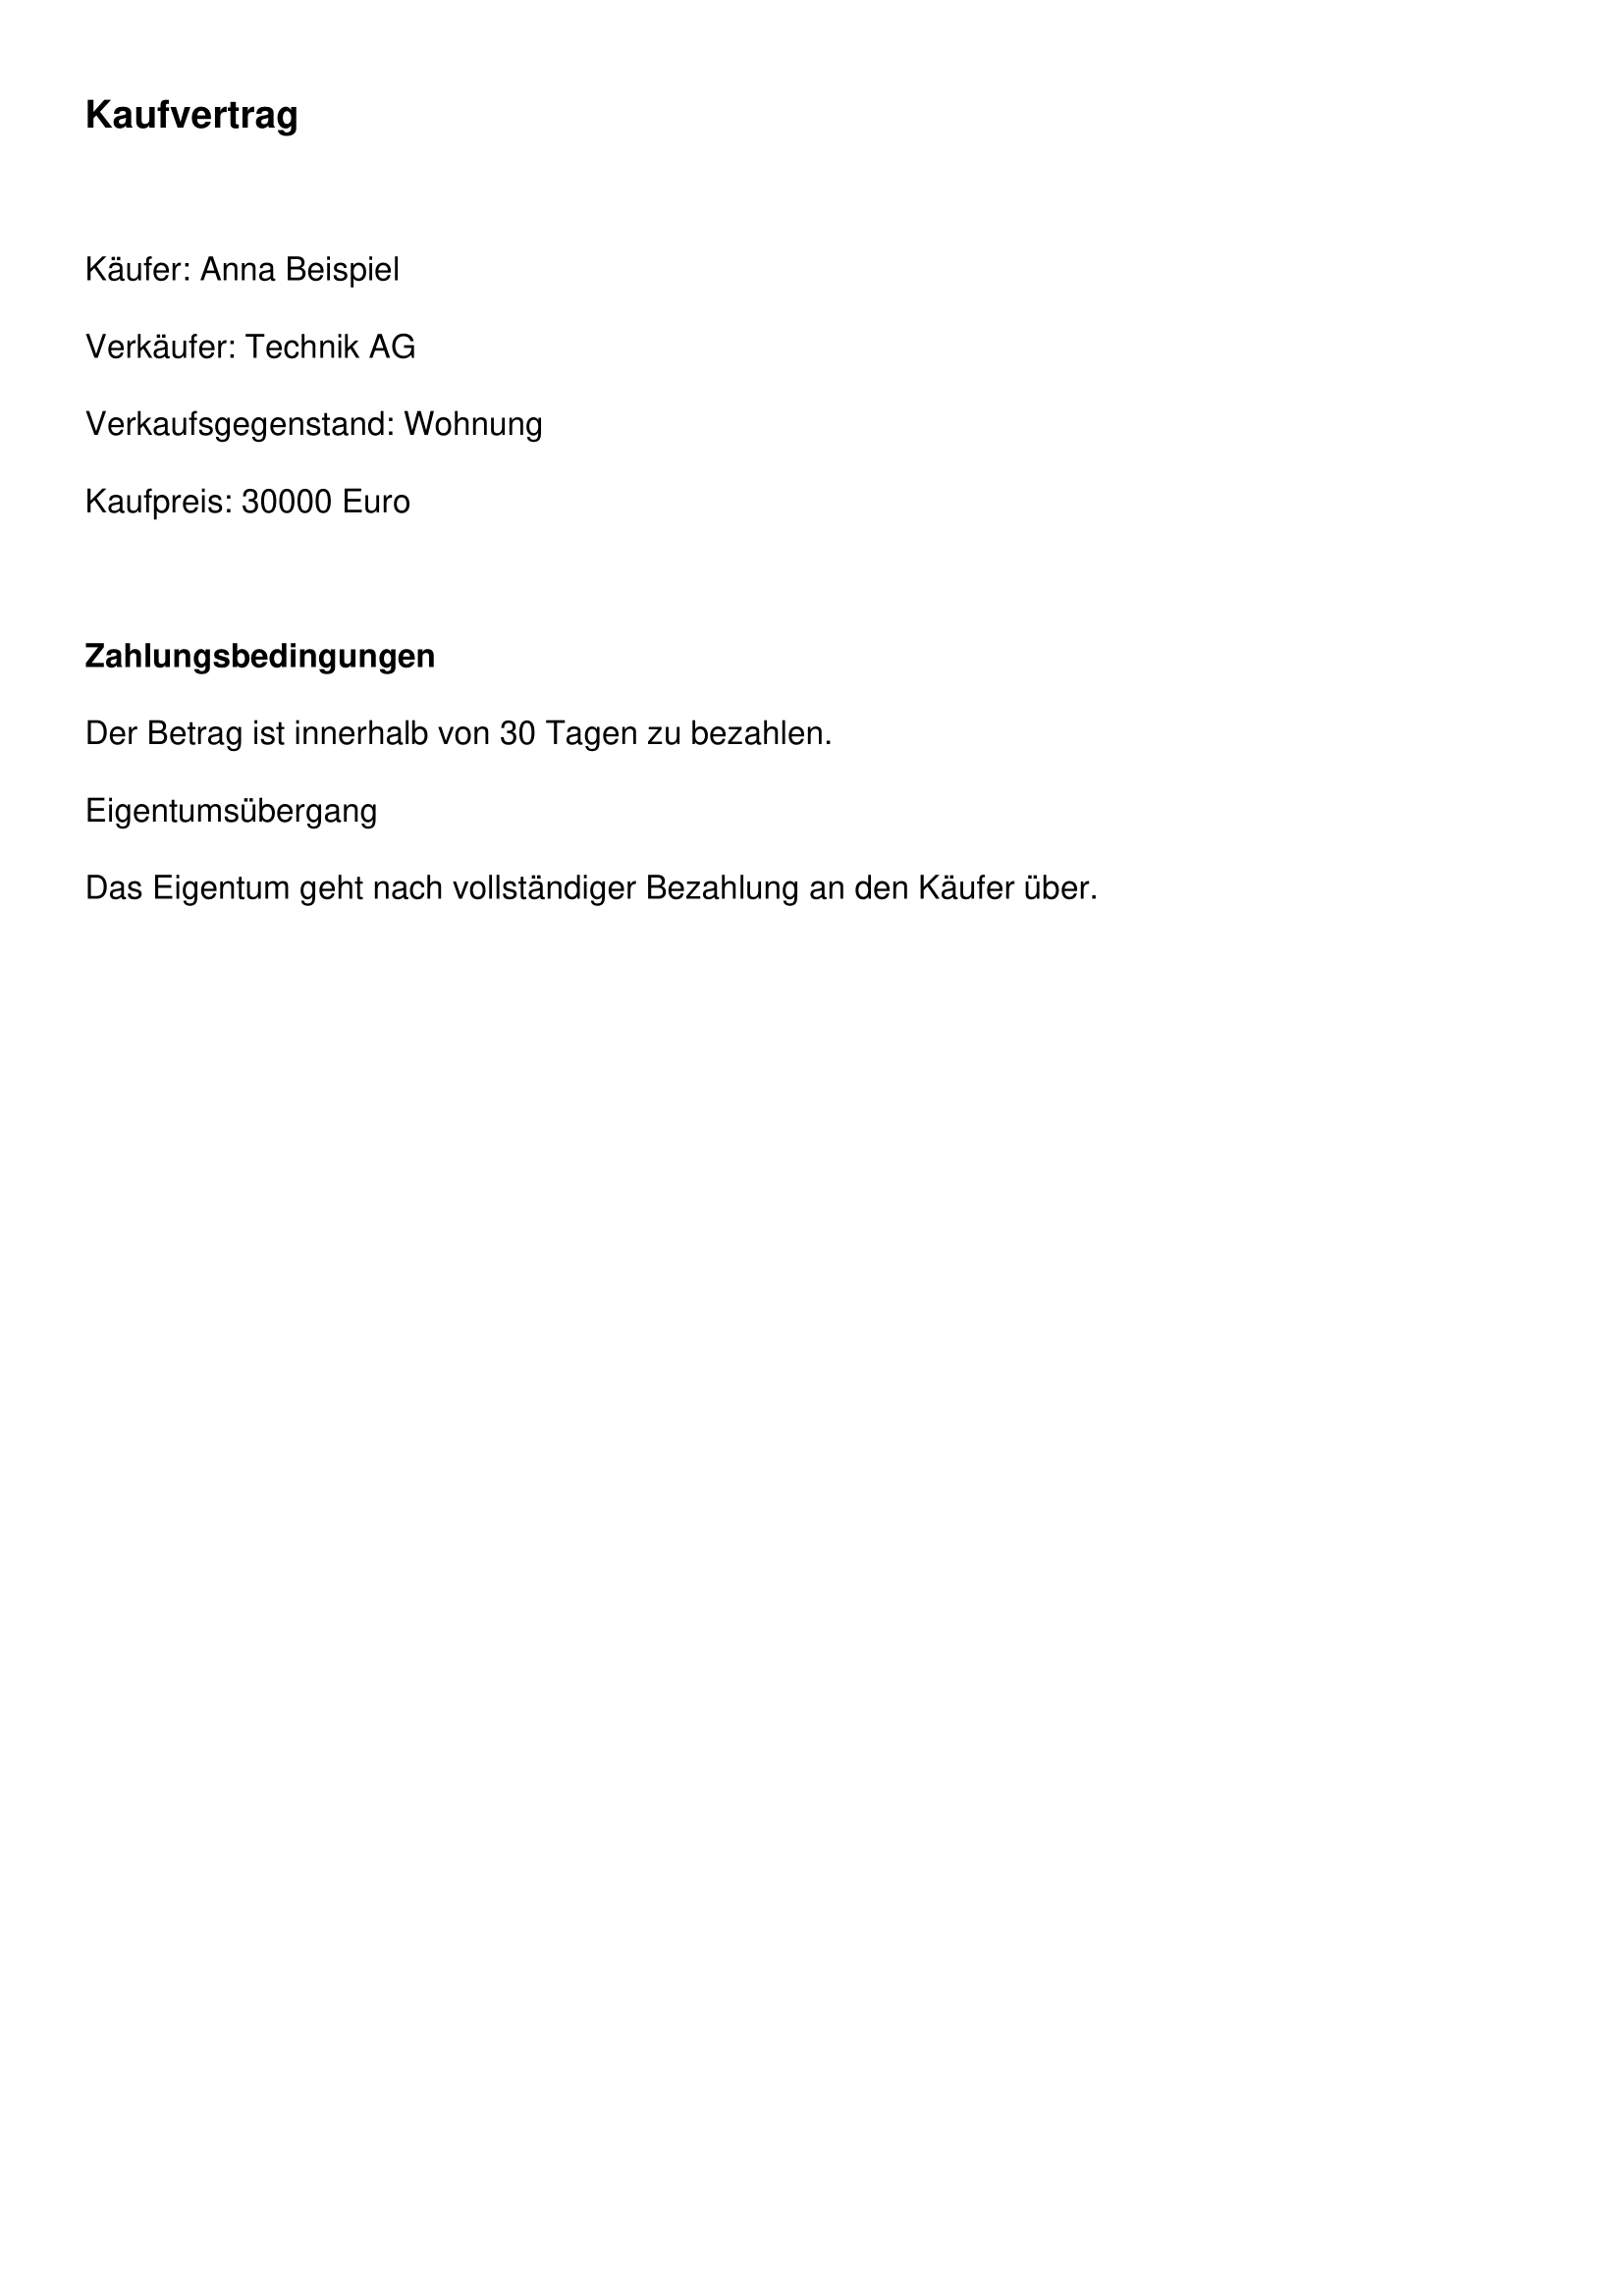 Kaufvertrag
Käufer: Anna Beispiel
Verkäufer: Technik AG
Verkaufsgegenstand: Wohnung
Kaufpreis: 30000 Euro
Zahlungsbedingungen
Der Betrag ist innerhalb von 30 Tagen zu bezahlen.
Eigentumsübergang
Das Eigentum geht nach vollständiger Bezahlung an den Käufer über.